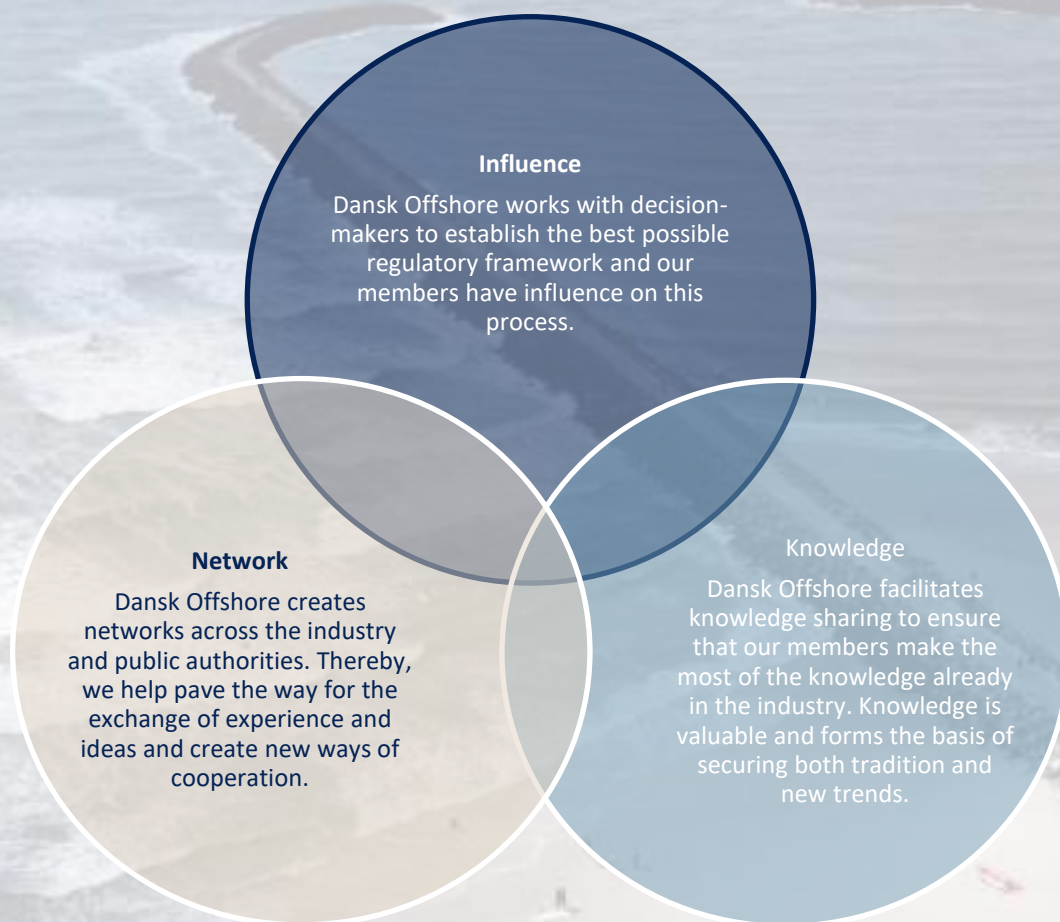 Influence
Dansk Offshore works with decision-
makers to establish the best possible
regulatory framework and our
members have influence on this
process.
Network
Dansk Offshore creates
networks across the industry
and public authorities. Thereby,
we help pave the way for the
exchange of experience and
ideas and create new ways of
cooperation.
Knowledge
Dansk Offshore facilitates
knowledge sharing to ensure
that our members make the
most of the knowledge already
in the industry. Knowledge is
valuable and forms the basis of
securing both tradition and
new trends.